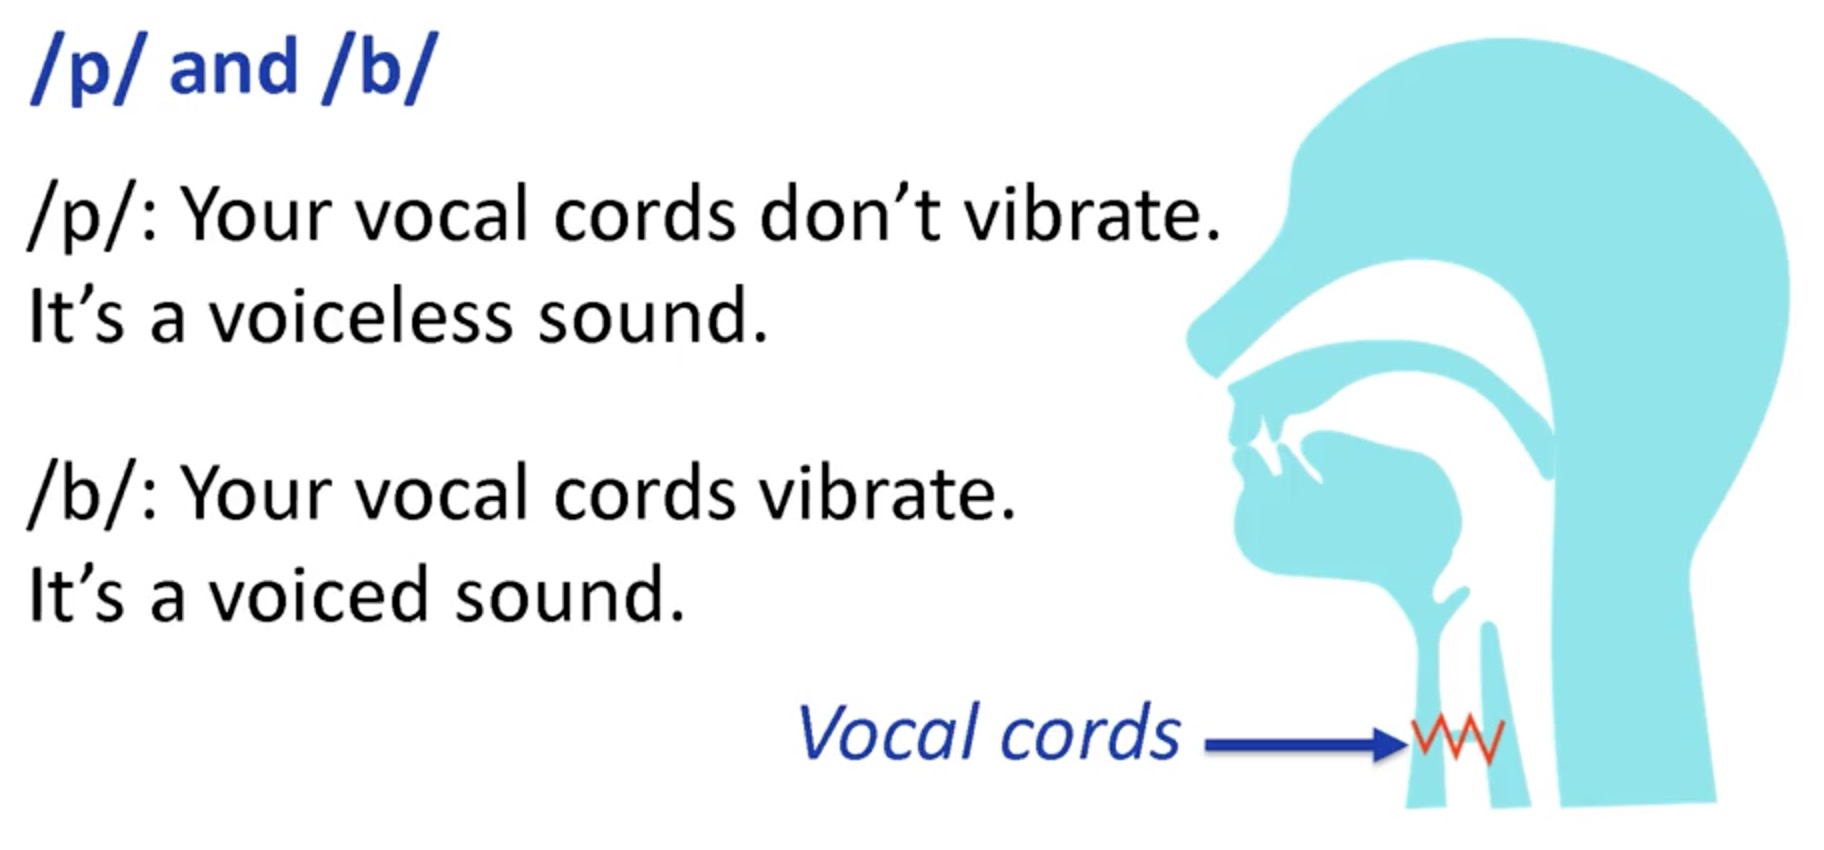 /p/ and /b/
/p/: Your vocal cords don’t vibrate.
It’s a voiceless sound.
/b/: Your vocal cords vibrate.
It’s a voiced sound.
Vocal cords